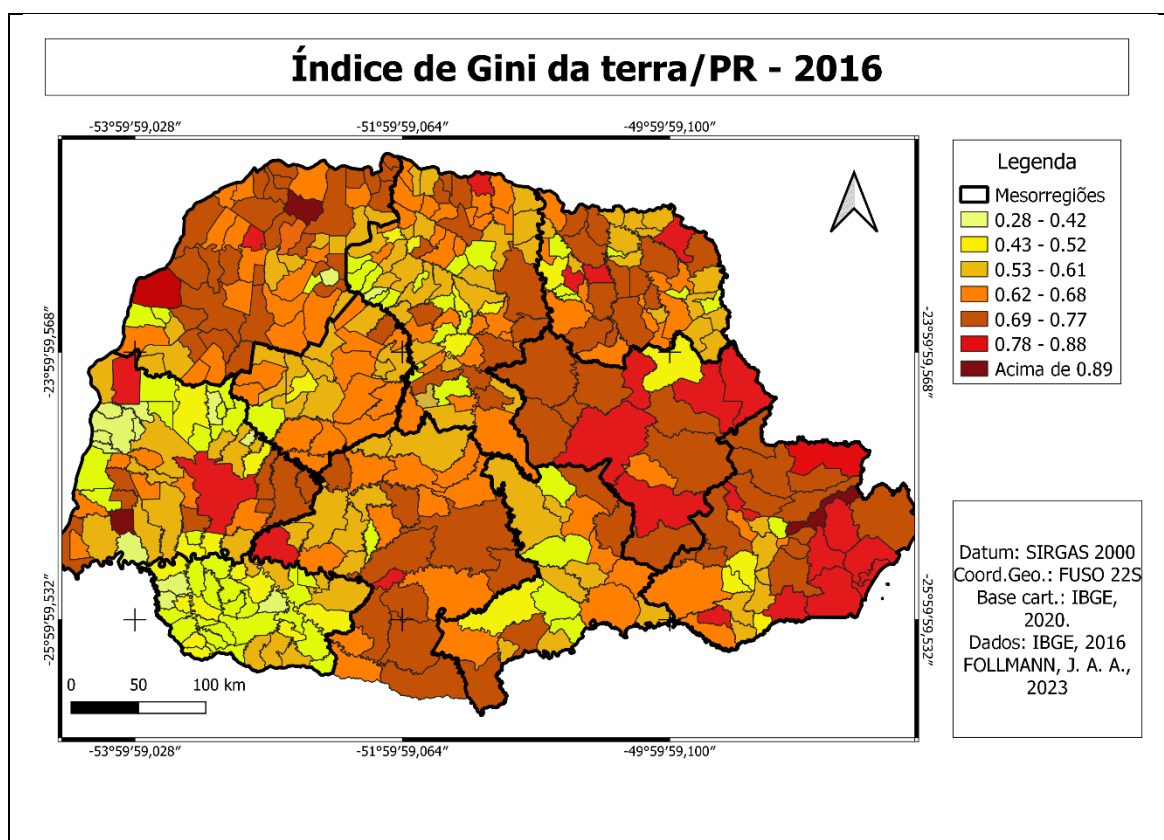 Índice de Gini da terra/PR - 2016
-53°59′59,028″
-51°59′59,064″
-49°59′59,100″
-23°59′59,568″
-23°59′59,568″
-25°59′59,532″
-25°59′59,532″
0 50 100 km
-53°59′59,028″
-51°59′59,064″
-49°59′59,100″
Legenda
Mesorregiões
0.28 - 0.42
0.43 - 0.52
0.53 - 0.61
0.62 - 0.68
0.69 - 0.77
0.78 - 0.88
Acima de 0.89
Datum: SIRGAS 2000
Coord.Geo.: FUSO 22S
Base cart.: IBGE,
2020.
Dados: IBGE, 2016
FOLLMANN, J. A. A.,
2023